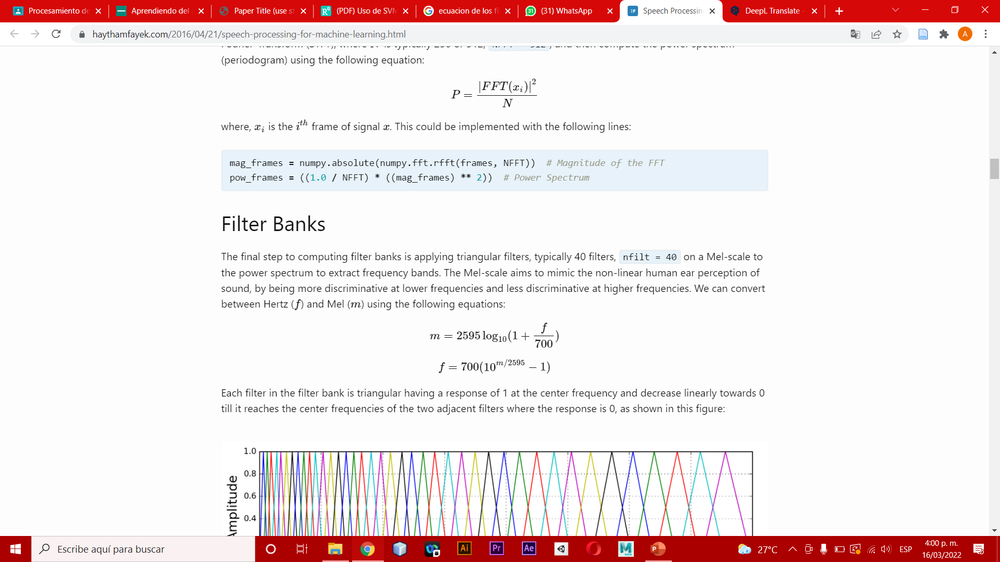 Procesamiento de
Aprendiendo del
Paper Title (use st
(PDF) Uso de SVM
ecuacion de los fi
(31) WhatsApp
Speech Processin
DeepL Translate -
haythamfayek.com/2016/04/21/speech-processing-for-machine-learning.html
(periodogram) using the following equation:
P = |FFT(x_i)|^2 / N
where, x_i is the i^th frame of signal x. This could be implemented with the following lines:
mag_frames = numpy.absolute(numpy.fft.rfft(frames, NFFT))  # Magnitude of the FFT
pow_frames = ((1.0 / NFFT) * ((mag_frames) ** 2))  # Power Spectrum
Filter Banks
The final step to computing filter banks is applying triangular filters, typically 40 filters, nfilt = 40 on a Mel-scale to
the power spectrum to extract frequency bands. The Mel-scale aims to mimic the non-linear human ear perception of
sound, by being more discriminative at lower frequencies and less discriminative at higher frequencies. We can convert
between Hertz (f) and Mel (m) using the following equations:
m = 2595 log_10(1 + f/700)
f = 700(10^m/2595 − 1)
Each filter in the filter bank is triangular having a response of 1 at the center frequency and decrease linearly towards 0
till it reaches the center frequencies of the two adjacent filters where the response is 0, as shown in this figure:
1.0
0.8
0.6
0.4
Amplitude
Escribe aquí para buscar
Ai
Pr
Ae
27°C
ESP
4:00 p. m.
16/03/2022